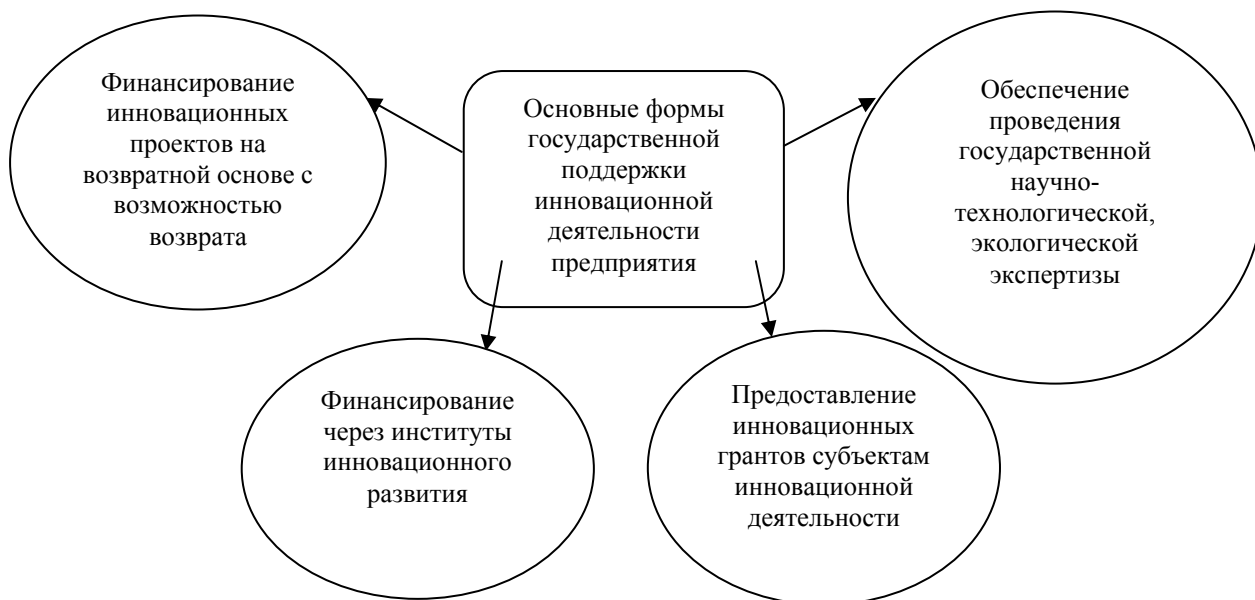 Финансирование
инновационных
проектов на
возвратной основе с
возможностью
возврата
Основные формы
государственной
поддержки
инновационной
деятельности
предприятия
Обеспечение
проведения
государственной
научно-
технологической,
экологической
экспертизы
Финансирование
через институты
инновационного
развития
Предоставление
инновационных
грантов субъектам
инновационной
деятельности